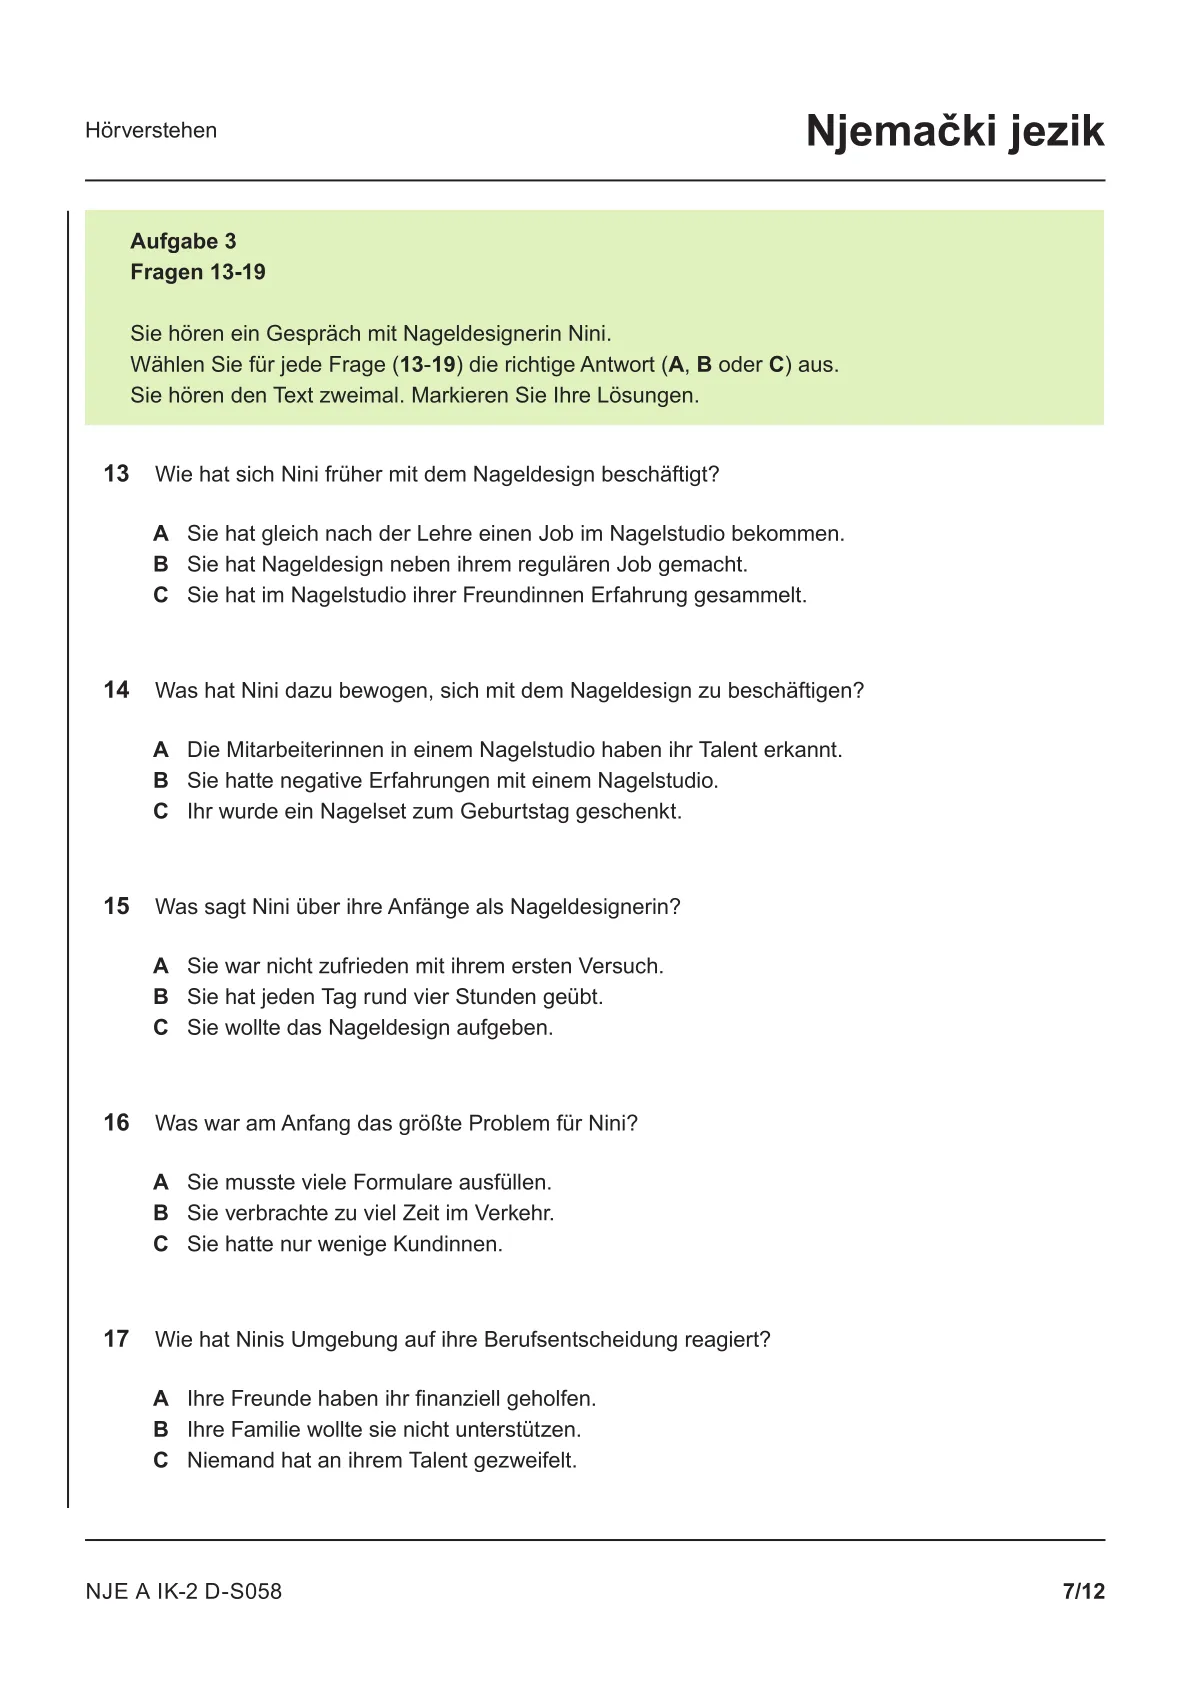 Hörverstehen
Njemački jezik
Aufgabe 3
Fragen 13-19
Sie hören ein Gespräch mit Nageldesignerin Nini.
Wählen Sie für jede Frage (13-19) die richtige Antwort (A, B oder C) aus.
Sie hören den Text zweimal. Markieren Sie Ihre Lösungen.
13 Wie hat sich Nini früher mit dem Nageldesign beschäftigt?
A Sie hat gleich nach der Lehre einen Job im Nagelstudio bekommen.
B Sie hat Nageldesign neben ihrem regulären Job gemacht.
C Sie hat im Nagelstudio ihrer Freundinnen Erfahrung gesammelt.
14 Was hat Nini dazu bewogen, sich mit dem Nageldesign zu beschäftigen?
A Die Mitarbeiterinnen in einem Nagelstudio haben ihr Talent erkannt.
B Sie hatte negative Erfahrungen mit einem Nagelstudio.
C Ihr wurde ein Nagelset zum Geburtstag geschenkt.
15 Was sagt Nini über ihre Anfänge als Nageldesignerin?
A Sie war nicht zufrieden mit ihrem ersten Versuch.
B Sie hat jeden Tag rund vier Stunden geübt.
C Sie wollte das Nageldesign aufgeben.
16 Was war am Anfang das größte Problem für Nini?
A Sie musste viele Formulare ausfüllen.
B Sie verbrachte zu viel Zeit im Verkehr.
C Sie hatte nur wenige Kundinnen.
17 Wie hat Ninis Umgebung auf ihre Berufsentscheidung reagiert?
A Ihre Freunde haben ihr finanziell geholfen.
B Ihre Familie wollte sie nicht unterstützen.
C Niemand hat an ihrem Talent gezweifelt.
NJE A IK-2 D-S058
7/12